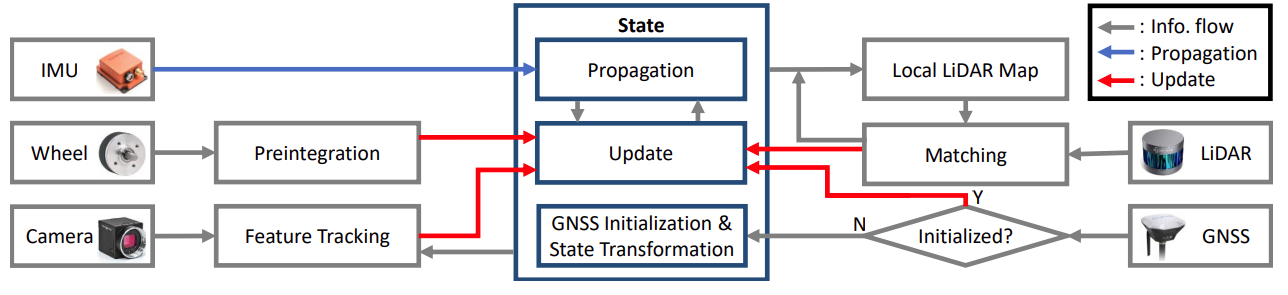 State
: Info. flow
: Propagation
: Update
IMU
Propagation
Local LiDAR Map
Wheel
Preintegration
Update
Matching
LiDAR
Camera
Feature Tracking
GNSS Initialization &
State Transformation
N
Y
Initialized?
GNSS